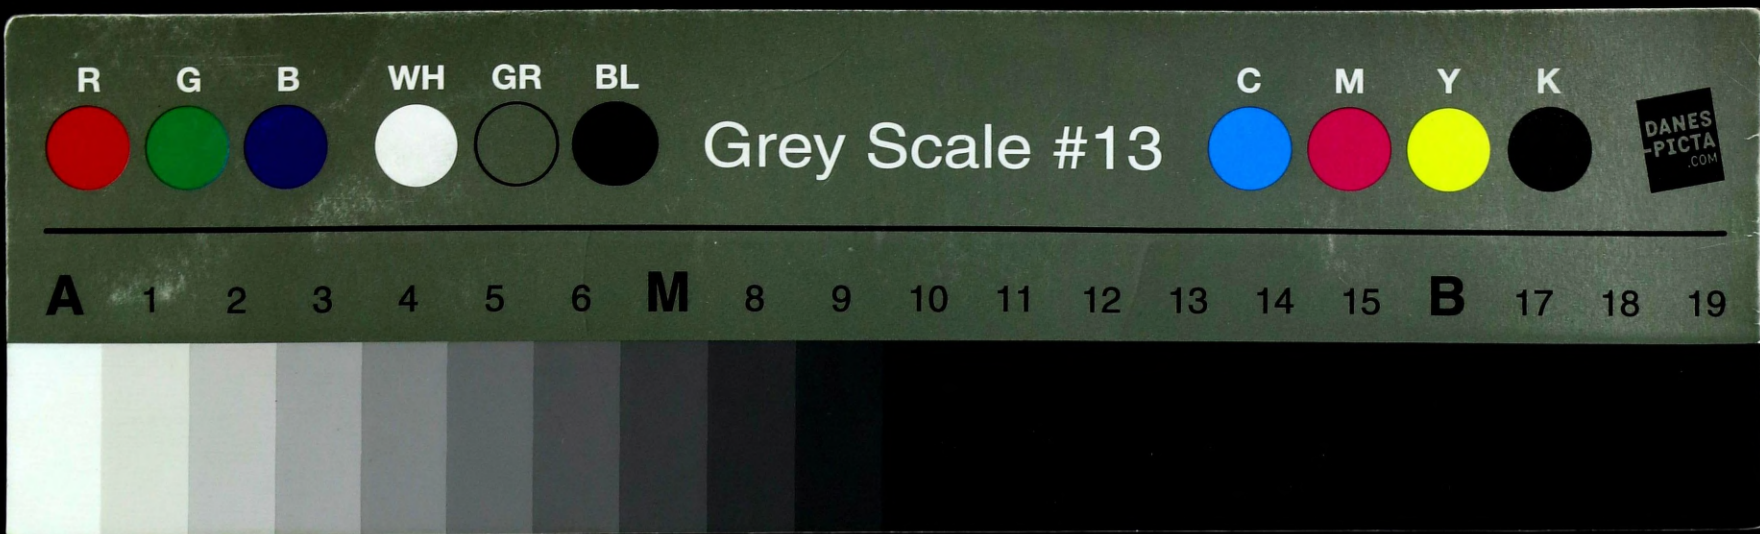 R G B WH GR BL C M Y K
Grey Scale #13
DANES
-PICTA
.COM
A 1 2 3 4 5 6 M 8 9 10 11 12 13 14 15 B 17 18 19